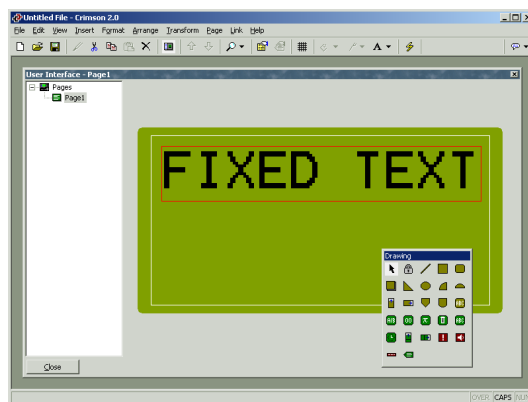 Untitled File - Crimson 2.0
File Edit View Insert Format Arrange Transform Page Link Help
A
User Interface - Page1
Pages
Page1
FIXED TEXT
Drawing
Close
OVER CAPS NUM